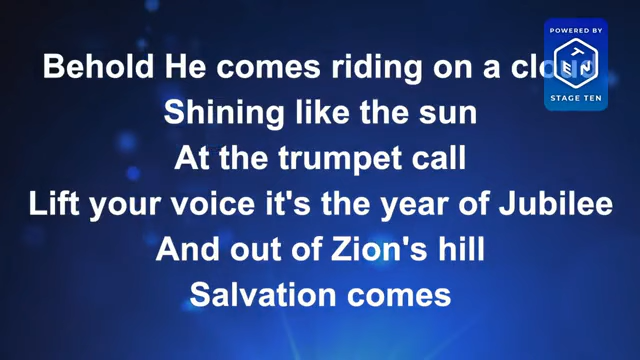 Behold He comes riding on a cloud
Shining like the sun
At the trumpet call
Lift your voice it's the year of Jubilee
And out of Zion's hill
Salvation comes
POWERED BY
TEN
STAGE TEN